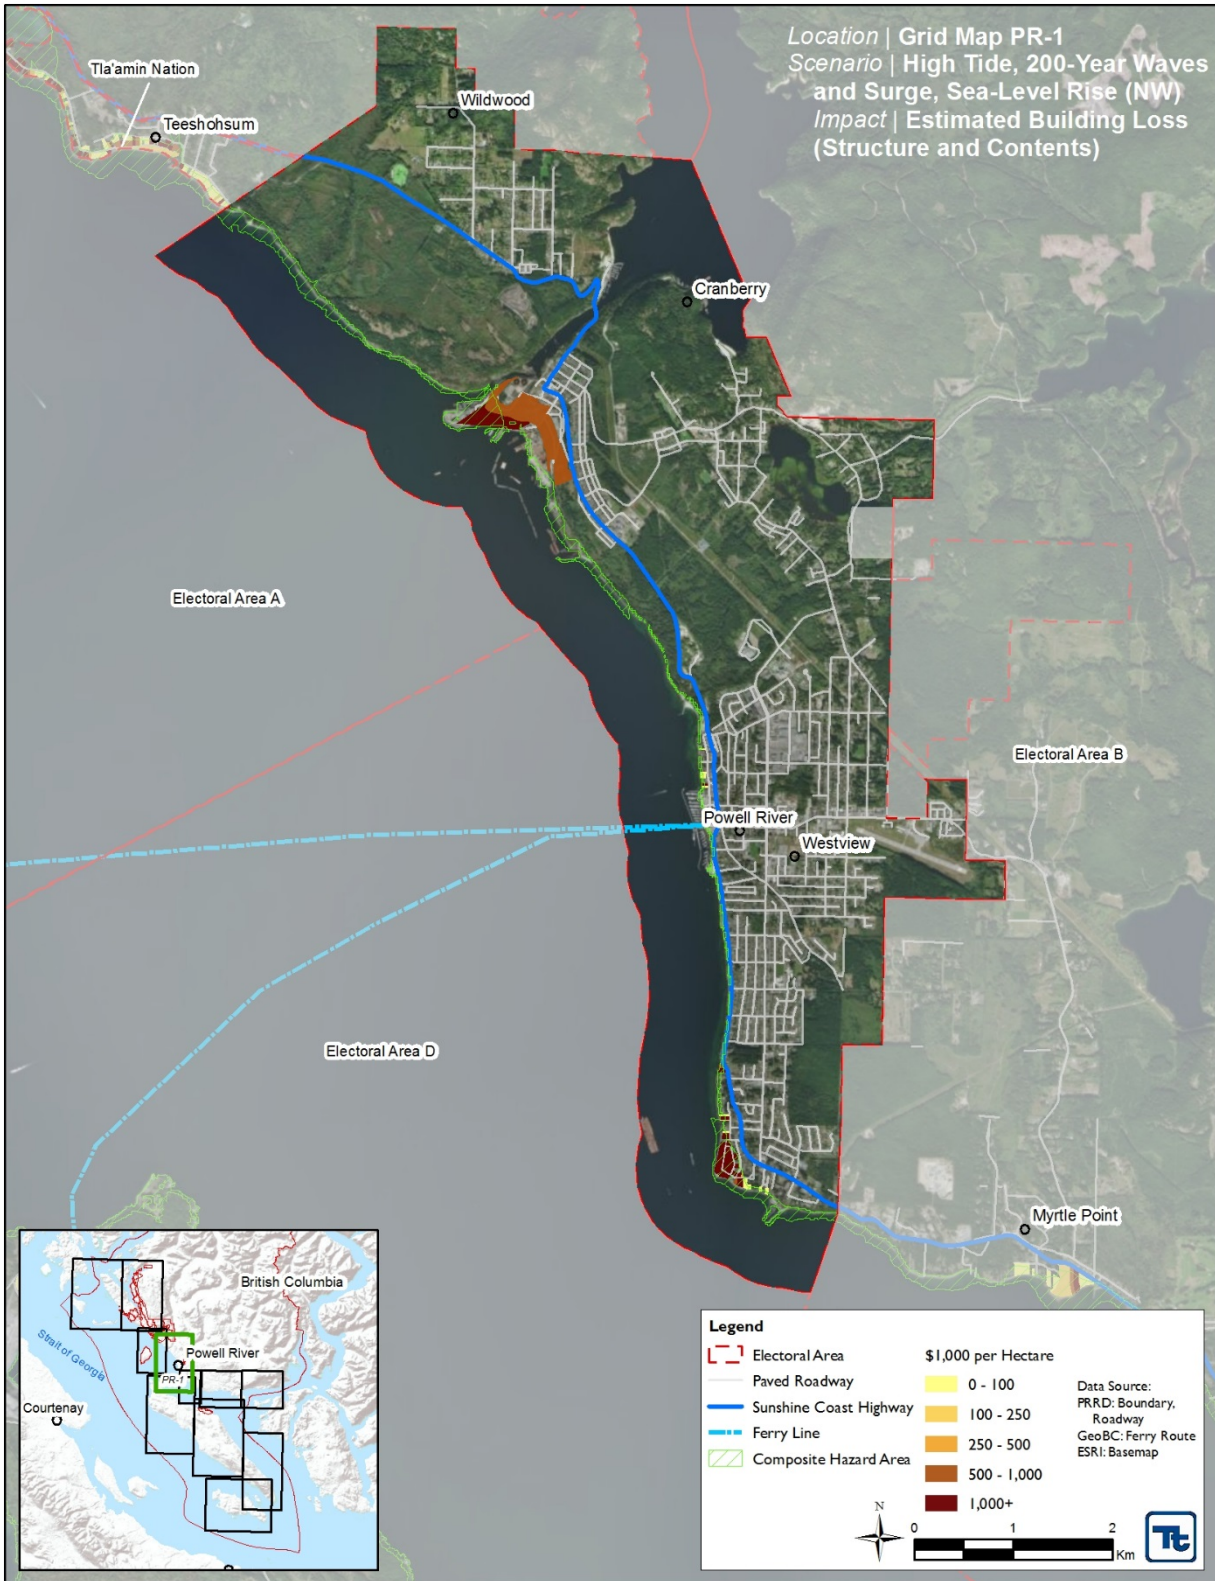 Location | Grid Map PR-1
Scenario | High Tide, 200-Year Waves
and Surge, Sea-Level Rise (NW)
Impact | Estimated Building Loss
(Structure and Contents)
Tla'amin Nation
Teeshohsum
Wildwood
Cranberry
Electoral Area A
Electoral Area B
Powell River
Westview
Electoral Area D
Myrtle Point
British Columbia
Strait of Georgia
Powell River
PR-1
Courtenay
Legend
Electoral Area
Paved Roadway
Sunshine Coast Highway
Ferry Line
Composite Hazard Area
$1,000 per Hectare
0 - 100
100 - 250
250 - 500
500 - 1,000
1,000+
Data Source:
PRRD: Boundary,
Roadway
GeoBC: Ferry Route
ESRI: Basemap
N
0 1 2
Km
Tt